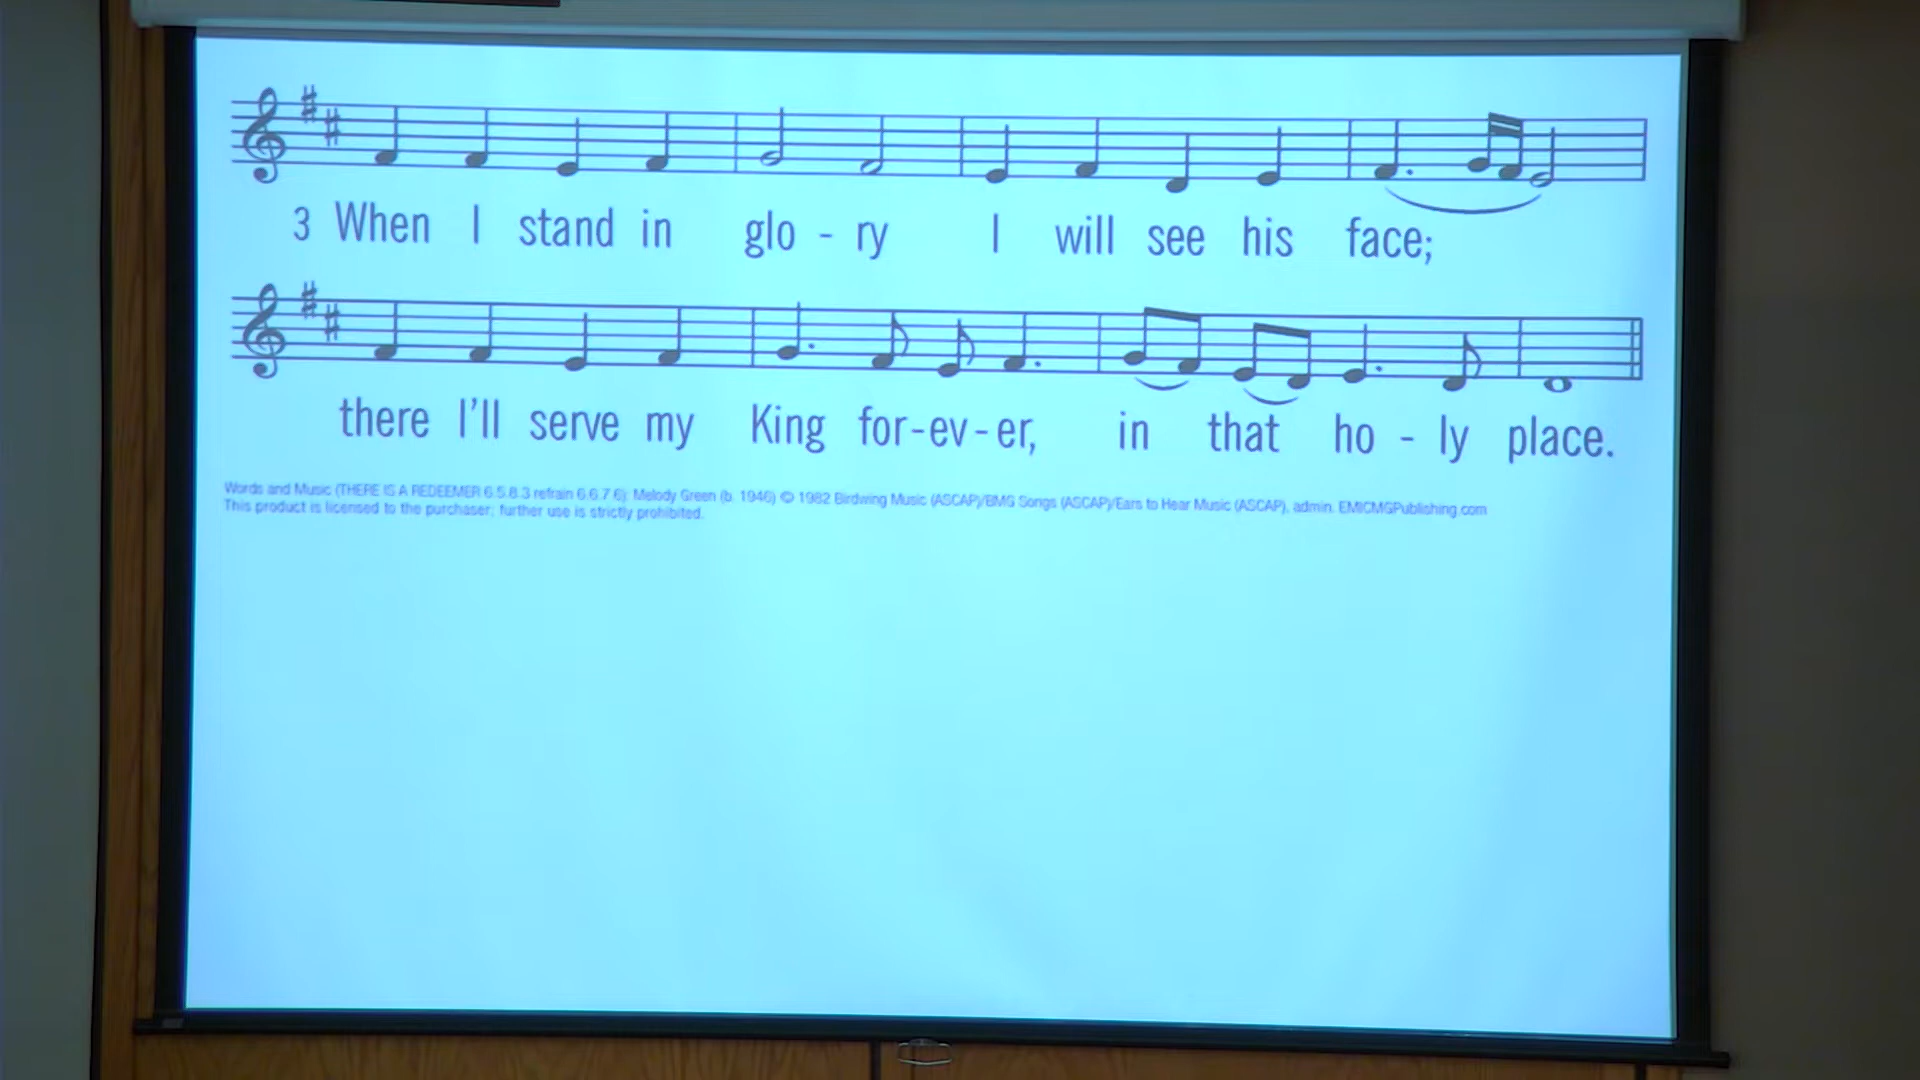 3 When I stand in glo - ry I will see his face;
there I'll serve my King for-ev-er, in that ho - ly place.
Words and Music (THERE IS A REDEEMER 6.5.8.3 refrain 6.6.7.6): Melody Green (b. 1946) © 1982 Birdwing Music (ASCAP)/BMG Songs (ASCAP)/Ears to Hear Music (ASCAP), admin. EMICMGPublishing.com
This product is licensed to the purchaser; further use is strictly prohibited.